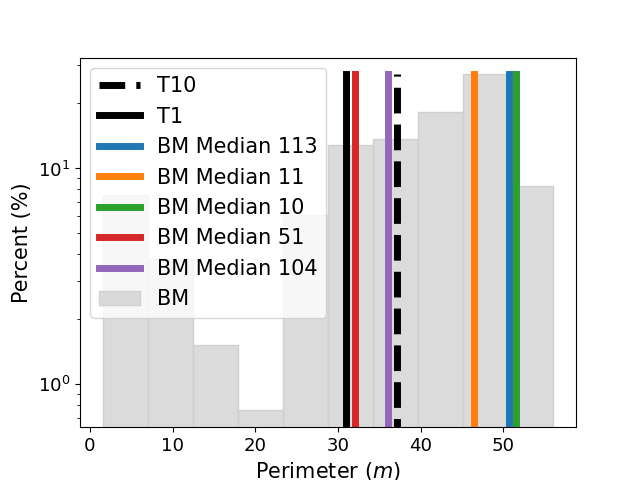 T10
T1
BM Median 113
BM Median 11
BM Median 10
BM Median 51
BM Median 104
BM
10¹
10⁰
Percent (%)
0 10 20 30 40 50
Perimeter (m)